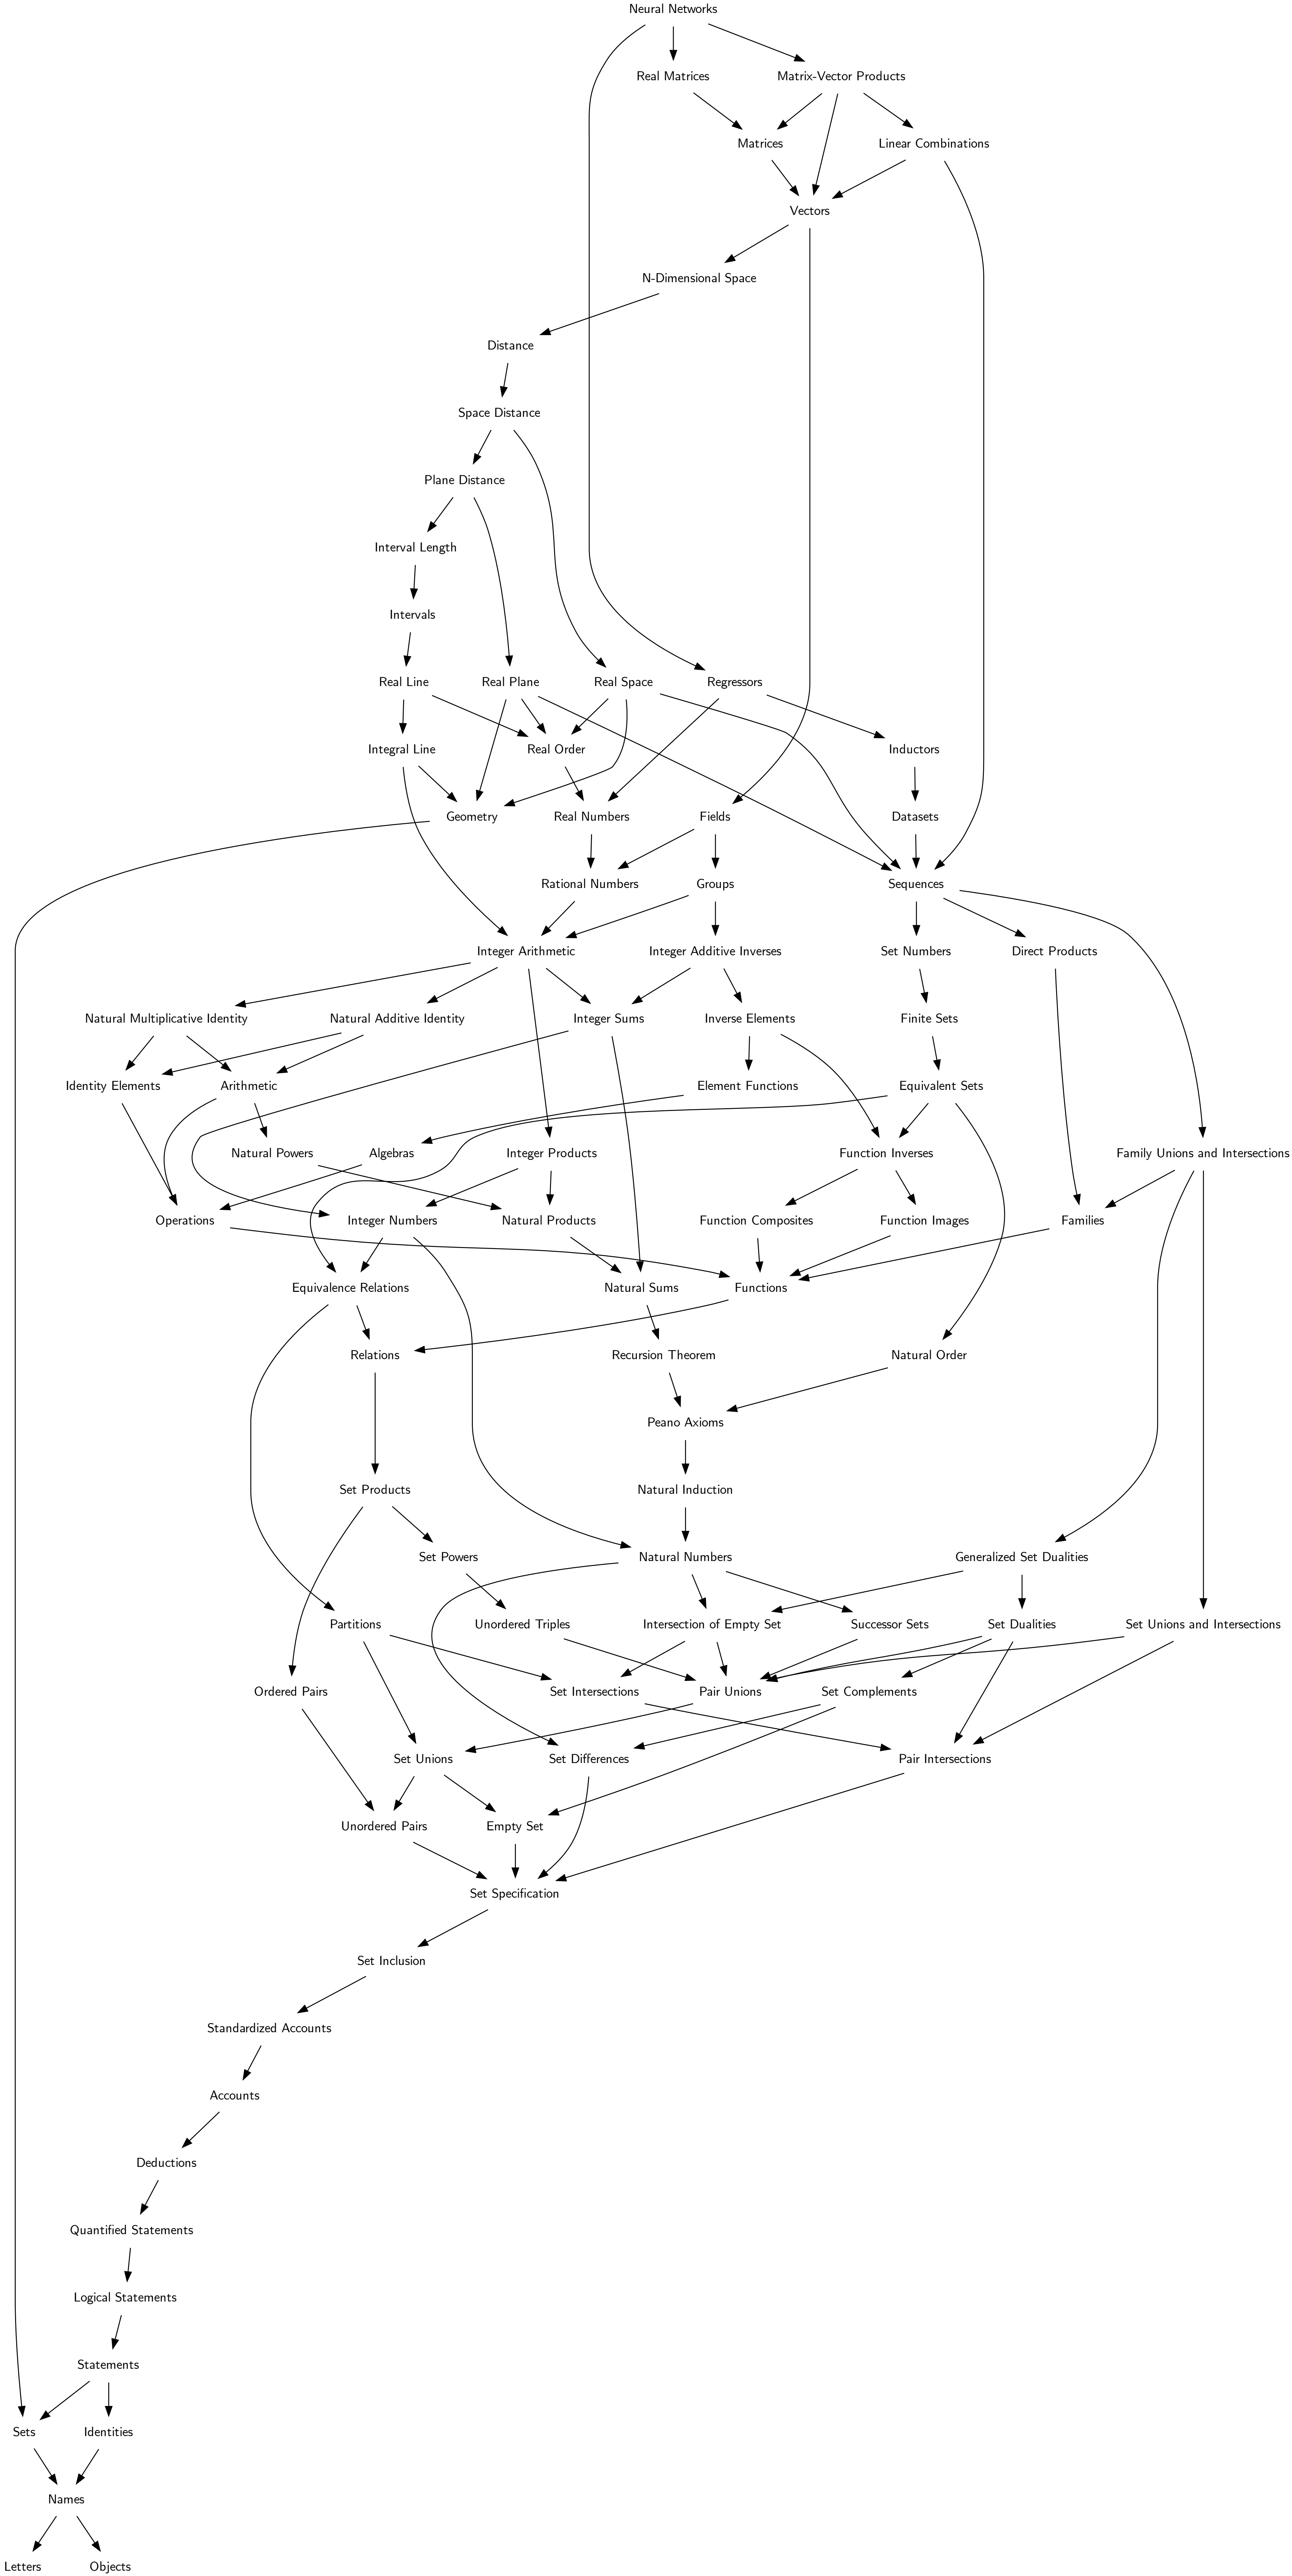 Neural Networks
Real Matrices
Matrix-Vector Products
Matrices
Linear Combinations
Vectors
N-Dimensional Space
Distance
Space Distance
Plane Distance
Interval Length
Intervals
Real Line
Real Plane
Real Space
Regressors
Integral Line
Real Order
Inductors
Geometry
Real Numbers
Fields
Datasets
Rational Numbers
Groups
Sequences
Integer Arithmetic
Integer Additive Inverses
Set Numbers
Direct Products
Natural Multiplicative Identity
Natural Additive Identity
Integer Sums
Inverse Elements
Finite Sets
Identity Elements
Arithmetic
Element Functions
Equivalent Sets
Natural Powers
Algebras
Integer Products
Function Inverses
Family Unions and Intersections
Operations
Integer Numbers
Natural Products
Function Composites
Function Images
Families
Equivalence Relations
Natural Sums
Functions
Relations
Recursion Theorem
Natural Order
Peano Axioms
Set Products
Natural Induction
Set Powers
Natural Numbers
Generalized Set Dualities
Partitions
Unordered Triples
Intersection of Empty Set
Successor Sets
Set Dualities
Set Unions and Intersections
Ordered Pairs
Set Intersections
Pair Unions
Set Complements
Set Unions
Set Differences
Pair Intersections
Unordered Pairs
Empty Set
Set Specification
Set Inclusion
Standardized Accounts
Accounts
Deductions
Quantified Statements
Logical Statements
Statements
Sets
Identities
Names
Letters
Objects